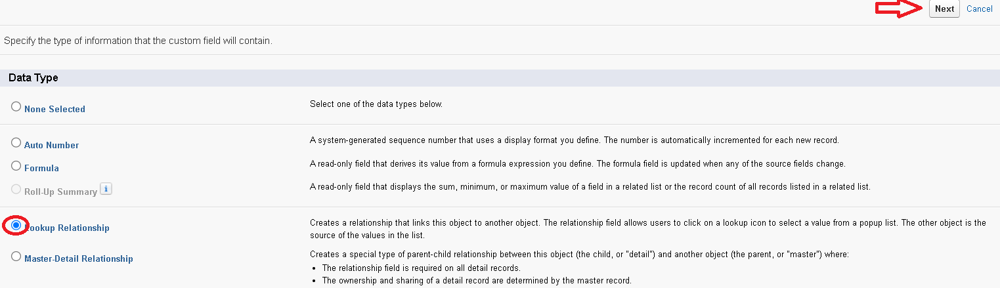 Next Cancel
Specify the type of information that the custom field will contain.
Data Type
None Selected
Select one of the data types below.
Auto Number
A system-generated sequence number that uses a display format you define. The number is automatically incremented for each new record.
Formula
A read-only field that derives its value from a formula expression you define. The formula field is updated when any of the source fields change.
Roll-Up Summary i
A read-only field that displays the sum, minimum, or maximum value of a field in a related list or the record count of all records listed in a related list.
Lookup Relationship
Creates a relationship that links this object to another object. The relationship field allows users to click on a lookup icon to select a value from a popup list. The other object is the
source of the values in the list.
Master-Detail Relationship
Creates a special type of parent-child relationship between this object (the child, or "detail") and another object (the parent, or "master") where:
• The relationship field is required on all detail records.
• The ownership and sharing of a detail record are determined by the master record.